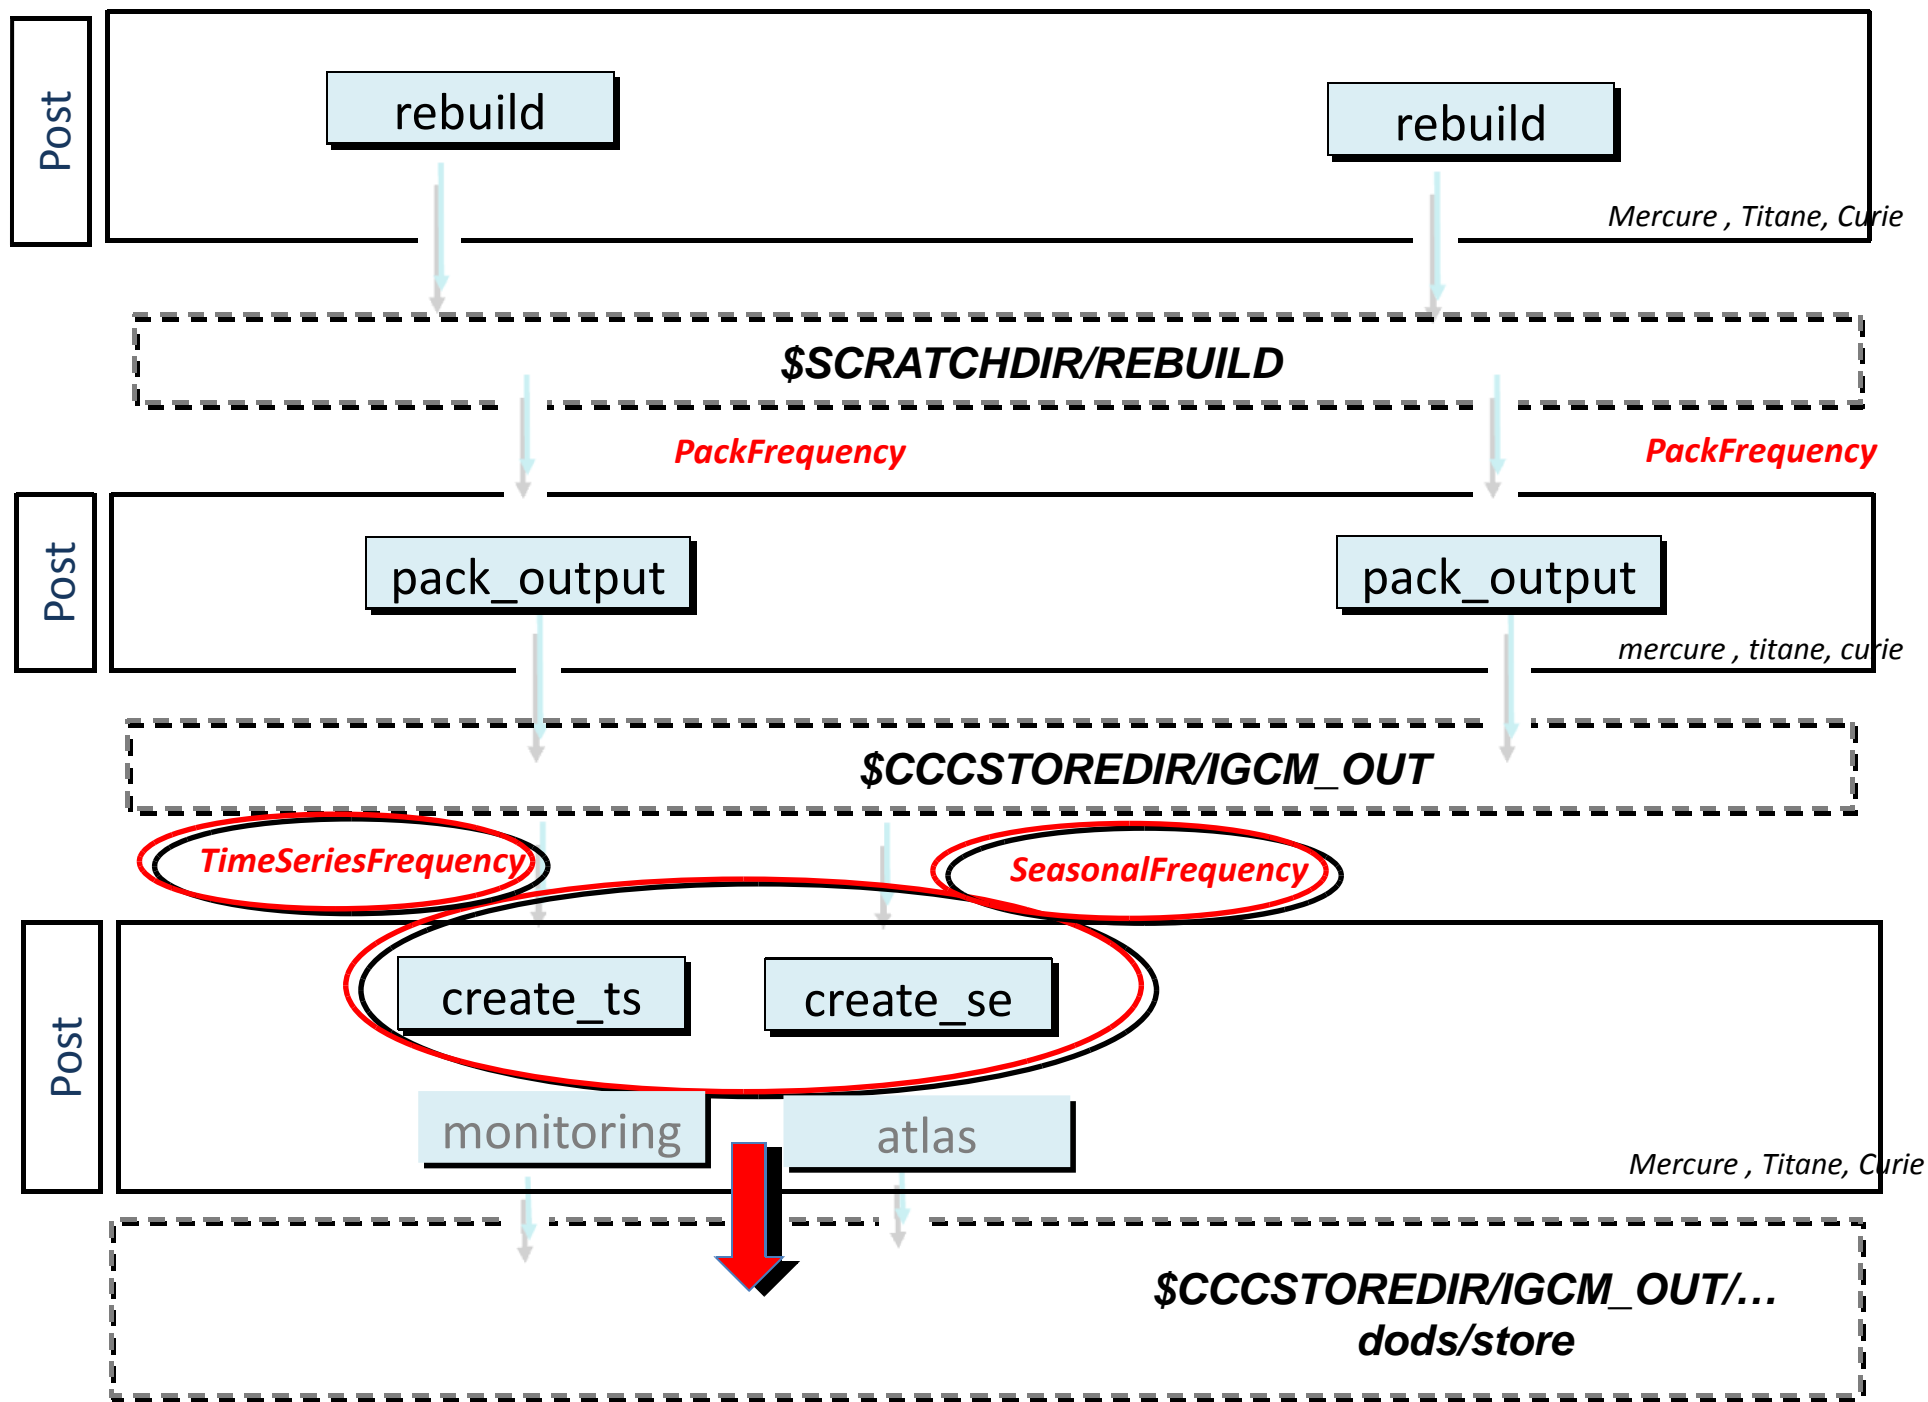 Post
rebuild
rebuild
Mercure , Titane, Curie
$SCRATCHDIR/REBUILD
PackFrequency
PackFrequency
Post
pack_output
pack_output
mercure , titane, curie
$CCCSTOREDIR/IGCM_OUT
TimeSeriesFrequency
SeasonalFrequency
Post
create_ts
create_se
monitoring
atlas
Mercure , Titane, Curie
$CCCSTOREDIR/IGCM_OUT/…
dods/store